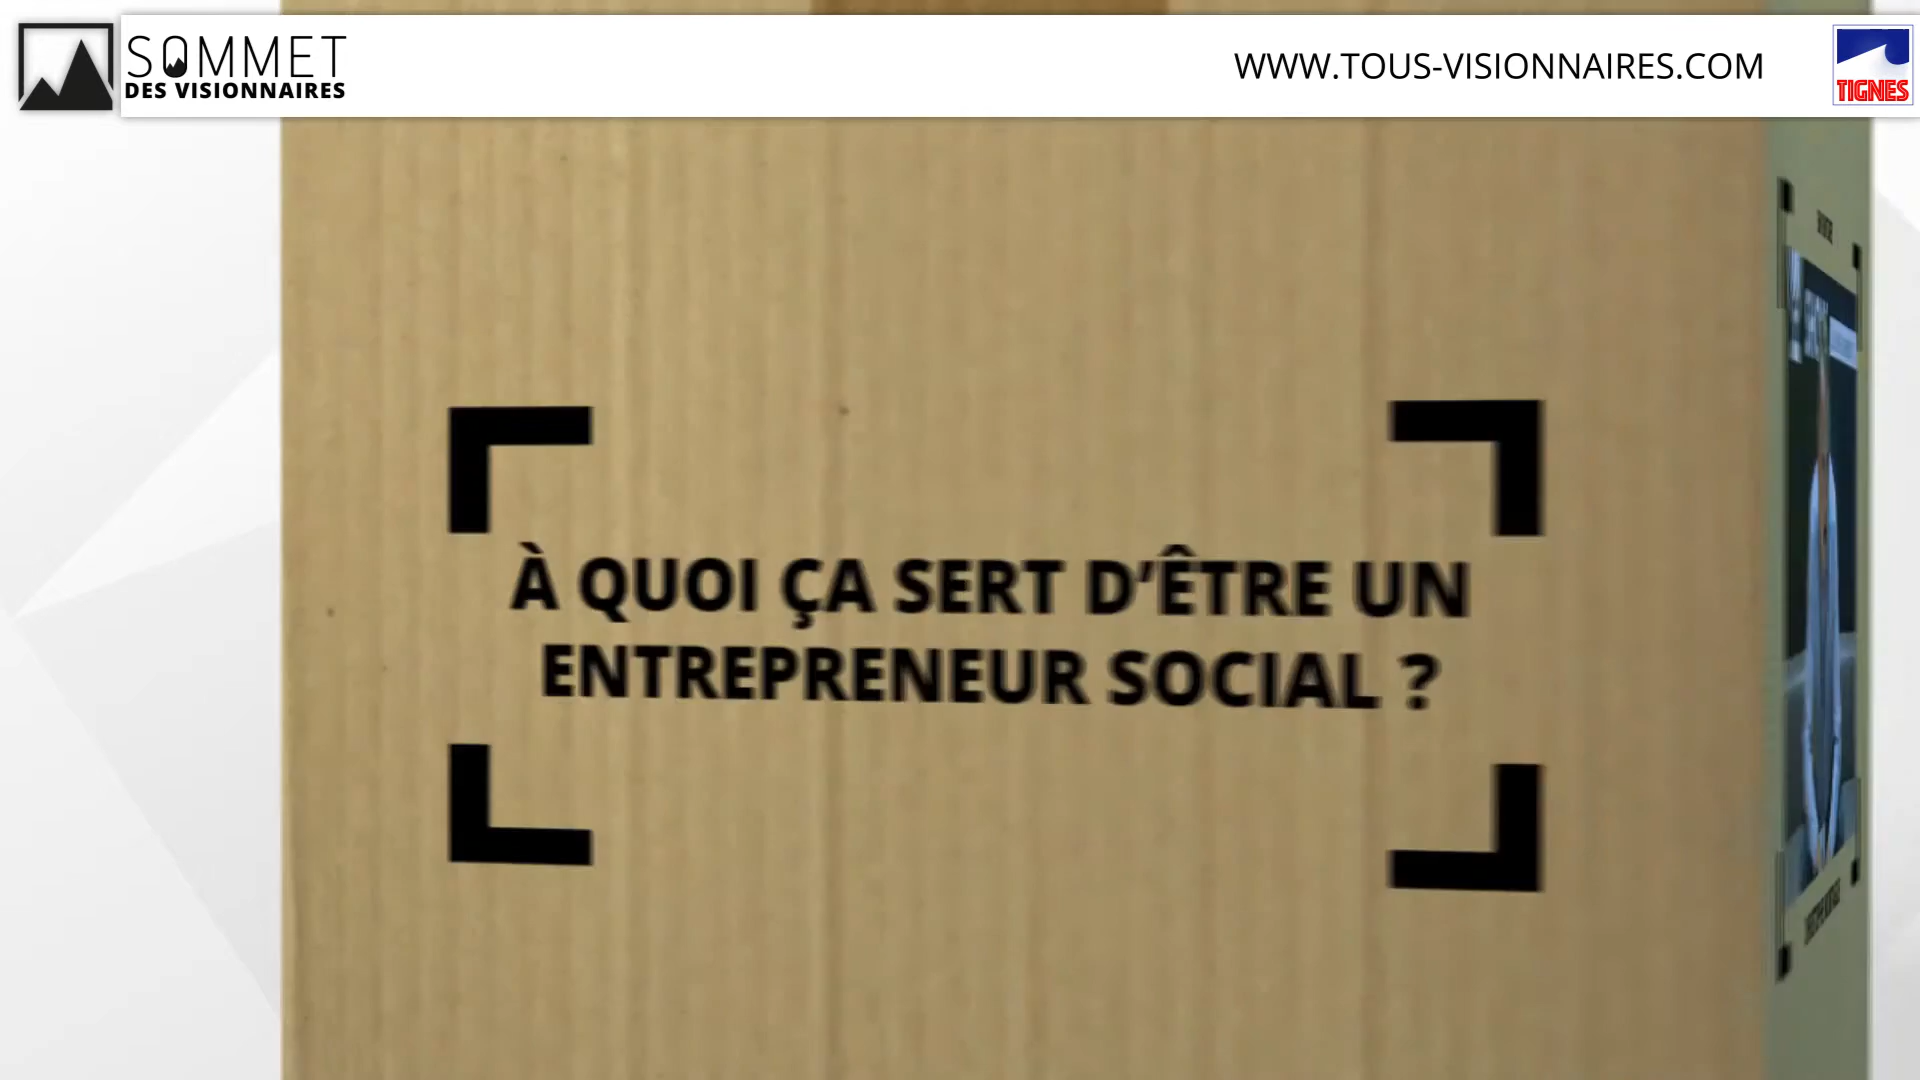 SOMMET
DES VISIONNAIRES
WWW.TOUS-VISIONNAIRES.COM
TIGNES
À QUOI ÇA SERT D’ÊTRE UN
ENTREPRENEUR SOCIAL ?